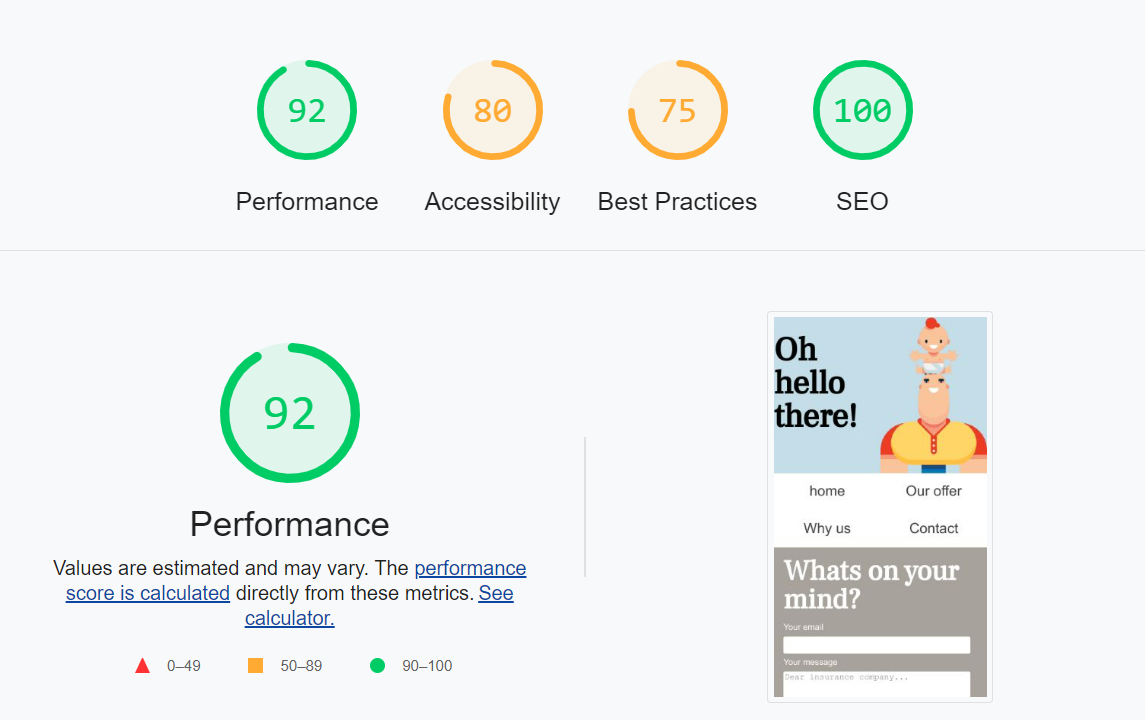 92
80
75
100
Performance
Accessibility
Best Practices
SEO
92
Performance
Values are estimated and may vary. The performance
score is calculated directly from these metrics. See
calculator.
0–49
50–89
90–100
Oh
hello
there!
home
Our offer
Why us
Contact
Whats on your
mind?
Your email
Your message
Dear insurance company...